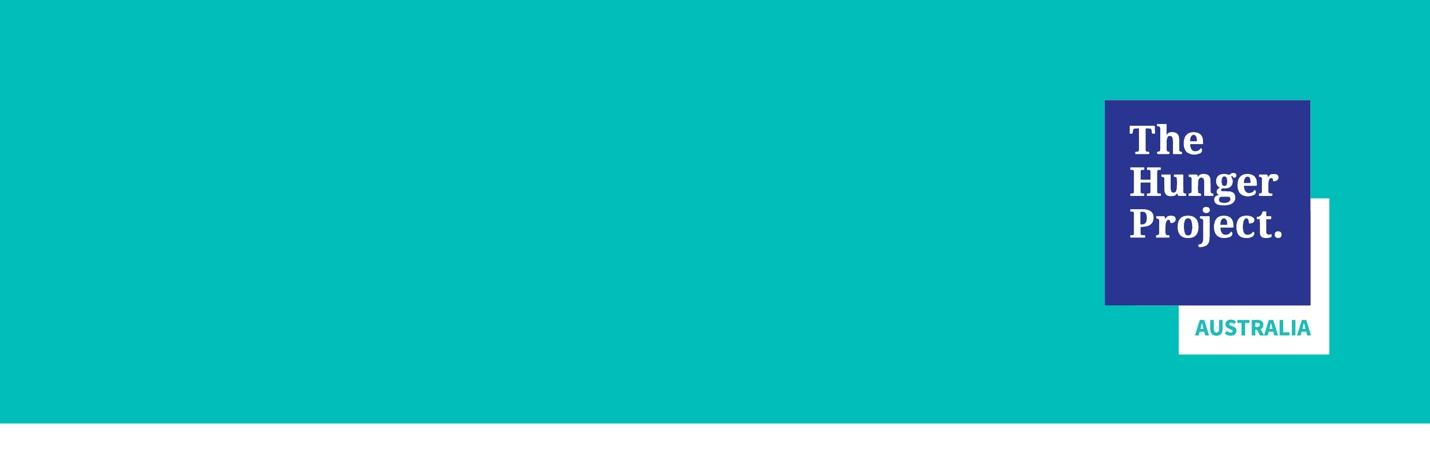 The
Hunger
Project.
AUSTRALIA